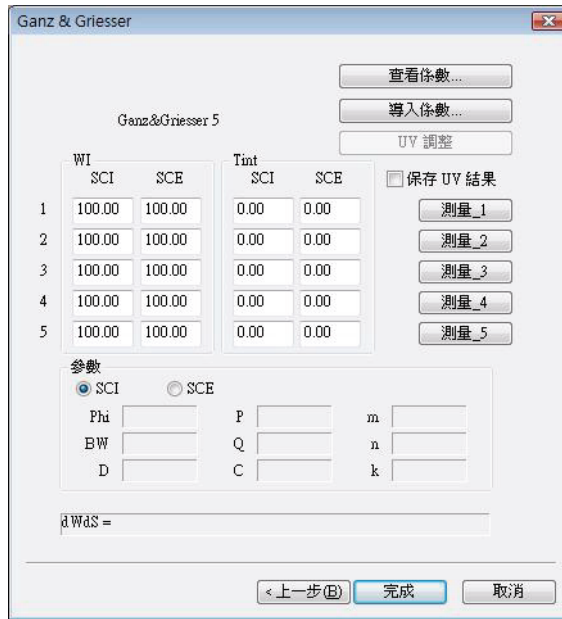 Ganz & Griesser
查看係數...
導入係數...
Ganz&Griesser 5
UV 調整
WI Tint
SCI SCE SCI SCE 保存 UV 結果
1 100.00 100.00 0.00 0.00 測量_1
2 100.00 100.00 0.00 0.00 測量_2
3 100.00 100.00 0.00 0.00 測量_3
4 100.00 100.00 0.00 0.00 測量_4
5 100.00 100.00 0.00 0.00 測量_5
參數
SCI SCE
Phi P m
BW Q n
D C k
dWdS =
<上一步(B) 完成 取消